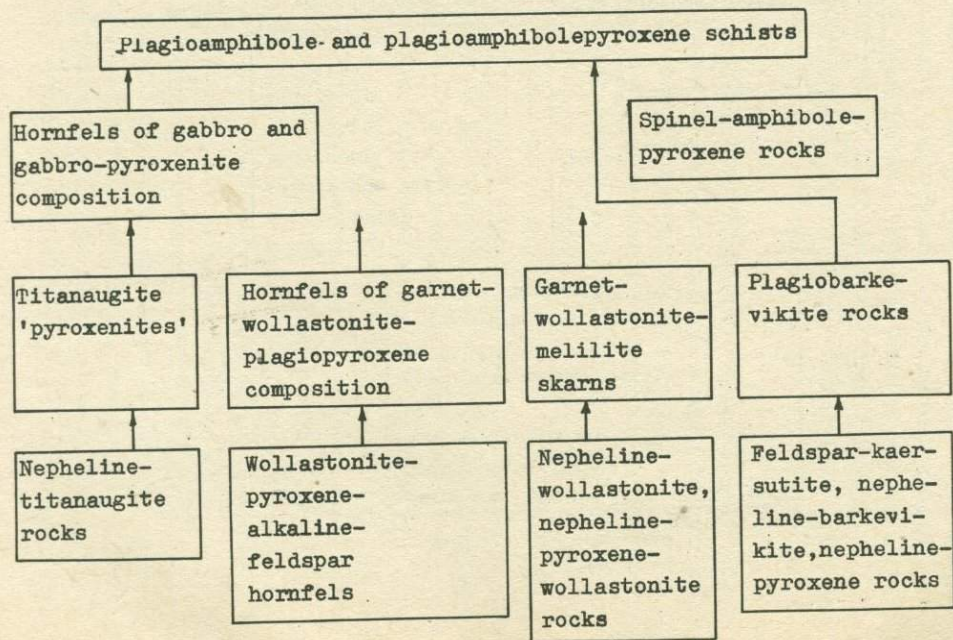 Plagioamphibole- and plagioamphibolepyroxene schists
Hornfels of gabbro and
gabbro-pyroxenite
composition
Spinel-amphibole-
pyroxene rocks
Titanaugite
'pyroxenites'
Hornfels of garnet-
wollastonite-
plagiopyroxene
composition
Garnet-
wollastonite-
melilite
skarns
Plagiobarke-
vikite rocks
Nepheline-
titanaugite
rocks
Wollastonite-
pyroxene-
alkaline-
feldspar
hornfels
Nepheline-
wollastonite,
nepheline-
pyroxene-
wollastonite
rocks
Feldspar-kaer-
sutite, nephe-
line-barkevi-
kite,nepheline-
pyroxene rocks